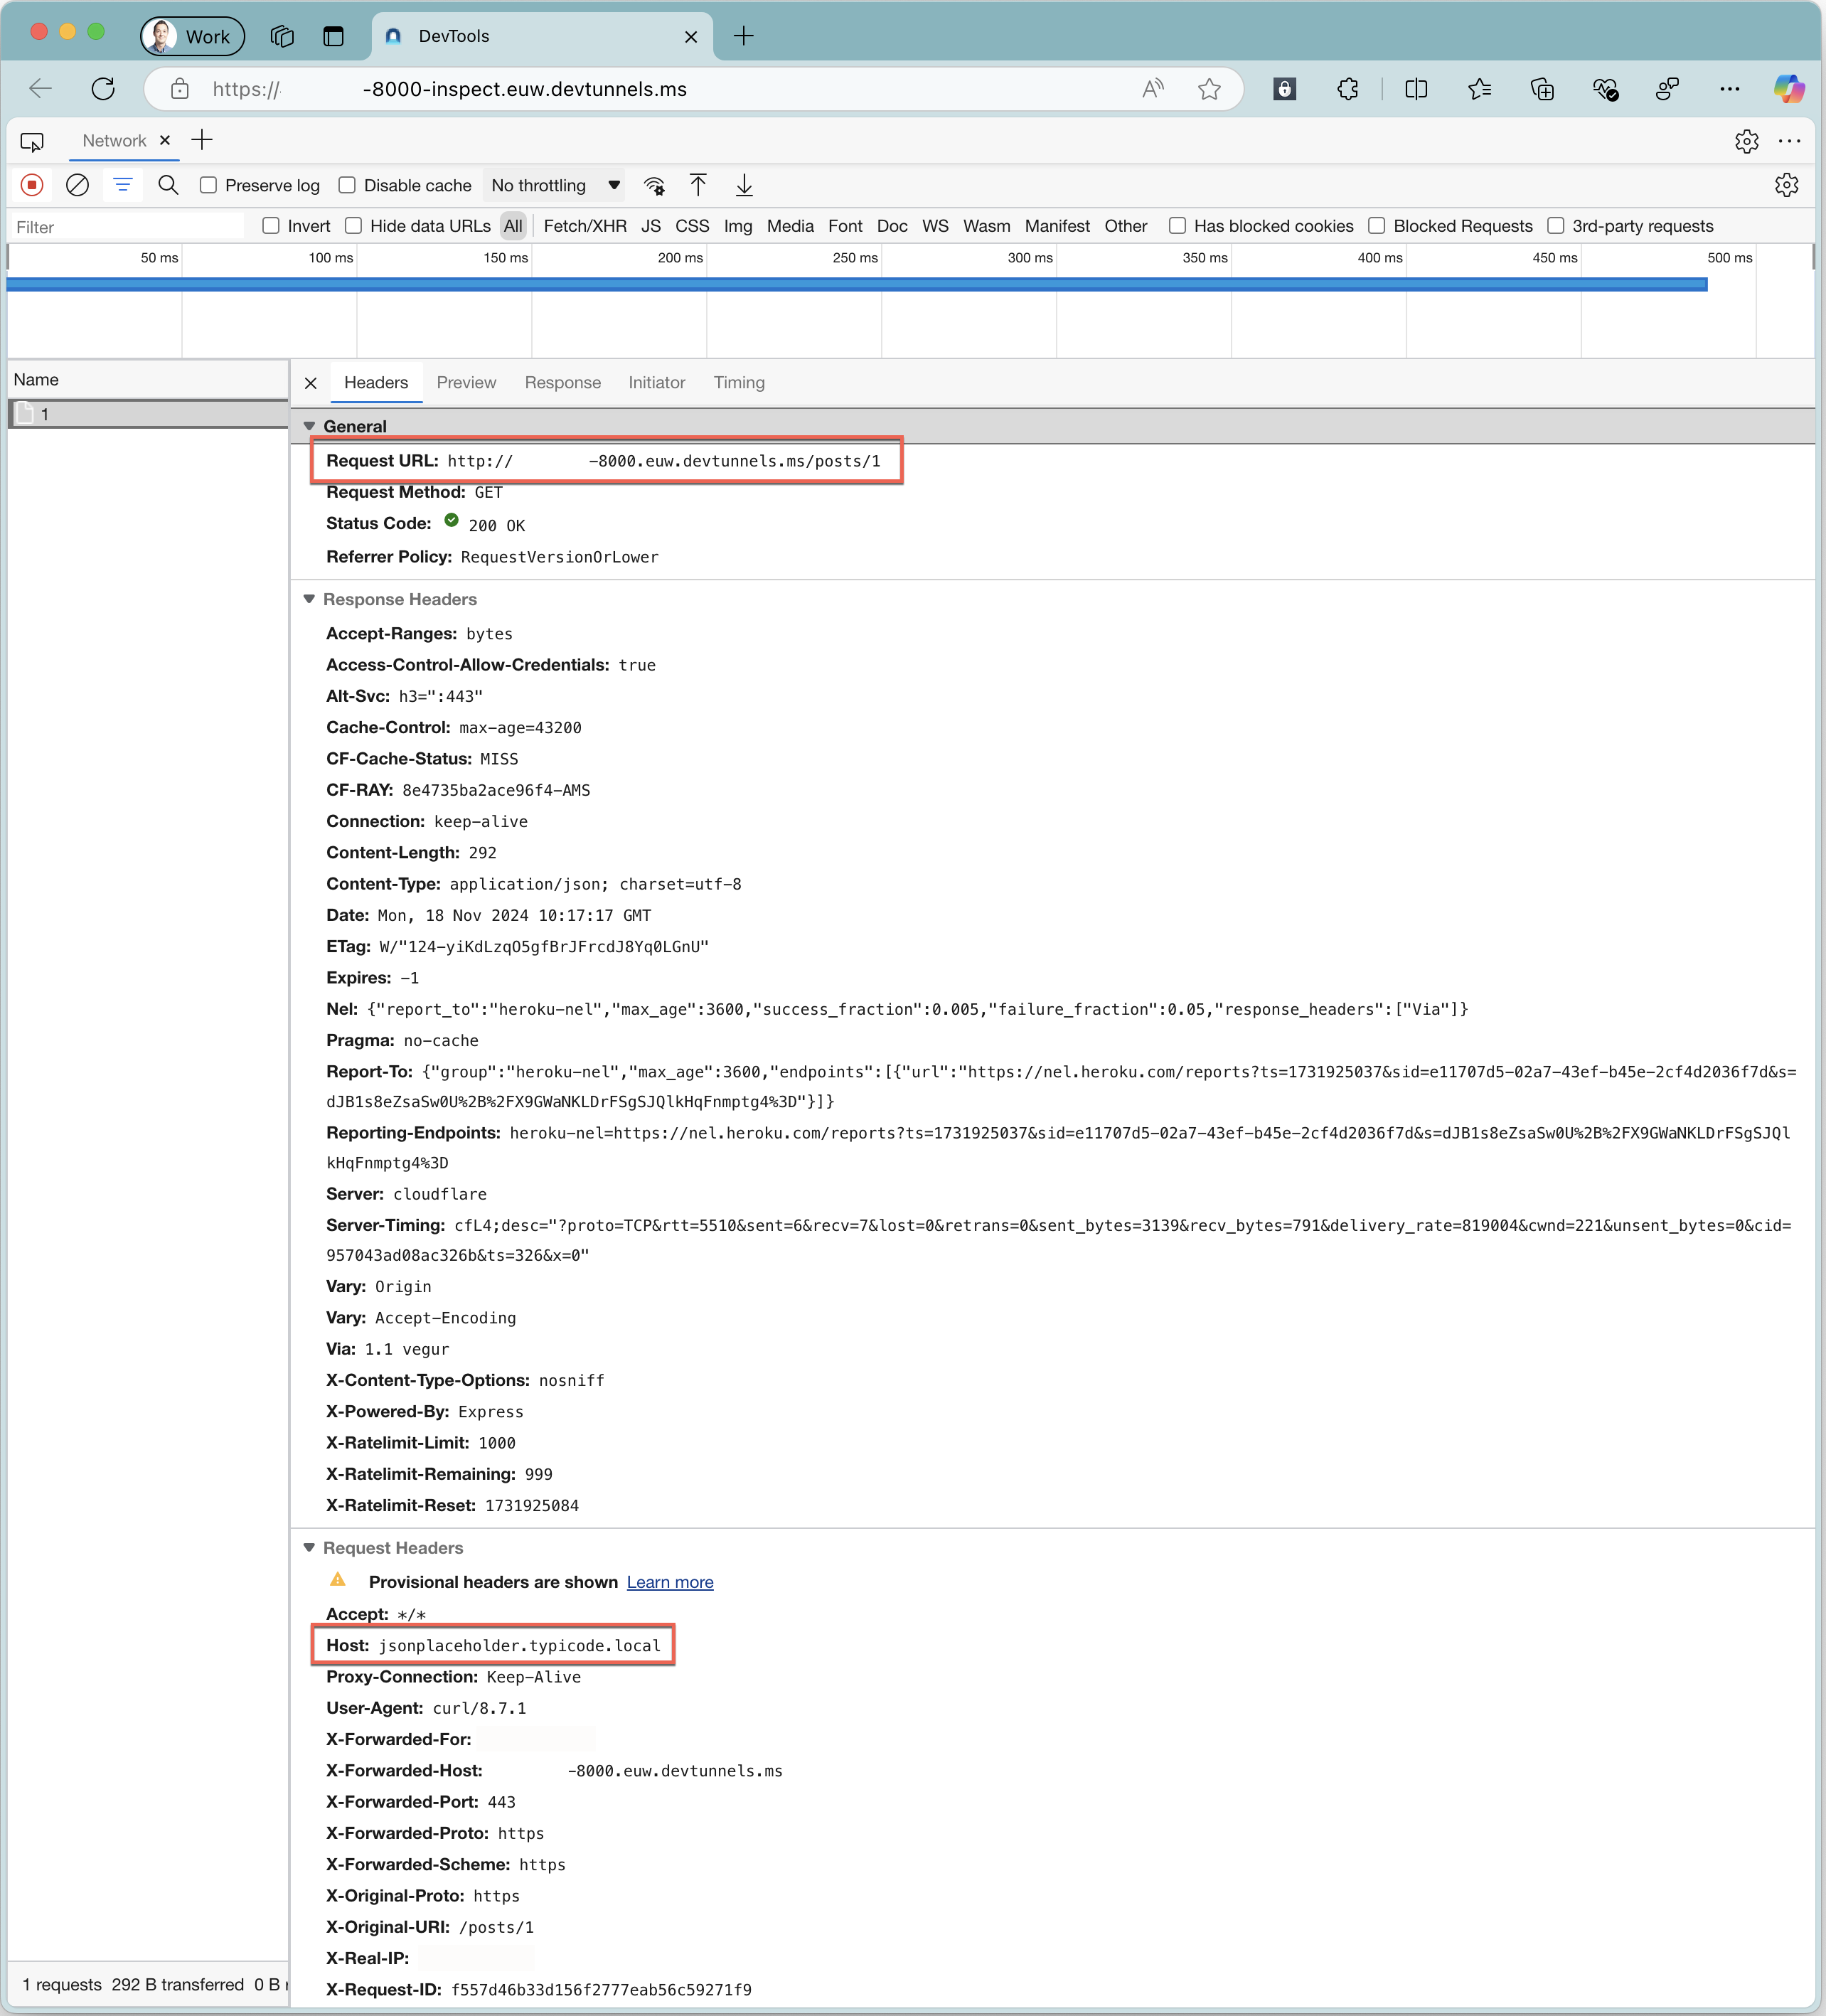 Work
DevTools
https:// -8000-inspect.euw.devtunnels.ms
Network
Preserve log Disable cache No throttling
Filter Invert Hide data URLs All Fetch/XHR JS CSS Img Media Font Doc WS Wasm Manifest Other Has blocked cookies Blocked Requests 3rd-party requests
50 ms 100 ms 150 ms 200 ms 250 ms 300 ms 350 ms 400 ms 450 ms 500 ms
Name
1
Headers Preview Response Initiator Timing
General
Request URL: http:// -8000.euw.devtunnels.ms/posts/1
Request Method: GET
Status Code: 200 OK
Referrer Policy: RequestVersionOrLower
Response Headers
Accept-Ranges: bytes
Access-Control-Allow-Credentials: true
Alt-Svc: h3=":443"
Cache-Control: max-age=43200
CF-Cache-Status: MISS
CF-RAY: 8e4735ba2ace96f4-AMS
Connection: keep-alive
Content-Length: 292
Content-Type: application/json; charset=utf-8
Date: Mon, 18 Nov 2024 10:17:17 GMT
ETag: W/"124-yiKdLzqO5gfBrJFrcdJ8Yq0LGnU"
Expires: -1
Nel: {"report_to":"heroku-nel","max_age":3600,"success_fraction":0.005,"failure_fraction":0.05,"response_headers":["Via"]}
Pragma: no-cache
Report-To: {"group":"heroku-nel","max_age":3600,"endpoints":[{"url":"https://nel.heroku.com/reports?ts=1731925037&sid=e11707d5-02a7-43ef-b45e-2cf4d2036f7d&s=
dJB1s8eZsaSw0U%2B%2FX9GWaNKLDrFSgSJQlkHqFnmptg4%3D"}]}
Reporting-Endpoints: heroku-nel=https://nel.heroku.com/reports?ts=1731925037&sid=e11707d5-02a7-43ef-b45e-2cf4d2036f7d&s=dJB1s8eZsaSw0U%2B%2FX9GWaNKLDrFSgSJQl
kHqFnmptg4%3D
Server: cloudflare
Server-Timing: cfL4;desc="?proto=TCP&rtt=5510&sent=6&recv=7&lost=0&retrans=0&sent_bytes=3139&recv_bytes=791&delivery_rate=819004&cwnd=221&unsent_bytes=0&cid=
957043ad08ac326b&ts=326&x=0"
Vary: Origin
Vary: Accept-Encoding
Via: 1.1 vegur
X-Content-Type-Options: nosniff
X-Powered-By: Express
X-Ratelimit-Limit: 1000
X-Ratelimit-Remaining: 999
X-Ratelimit-Reset: 1731925084
Request Headers
Provisional headers are shown Learn more
Accept: */*
Host: jsonplaceholder.typicode.local
Proxy-Connection: Keep-Alive
User-Agent: curl/8.7.1
X-Forwarded-For:
X-Forwarded-Host: -8000.euw.devtunnels.ms
X-Forwarded-Port: 443
X-Forwarded-Proto: https
X-Forwarded-Scheme: https
X-Original-Proto: https
X-Original-URI: /posts/1
X-Real-IP:
X-Request-ID: f557d46b33d156f2777eab56c59271f9
1 requests 292 B transferred 0 B